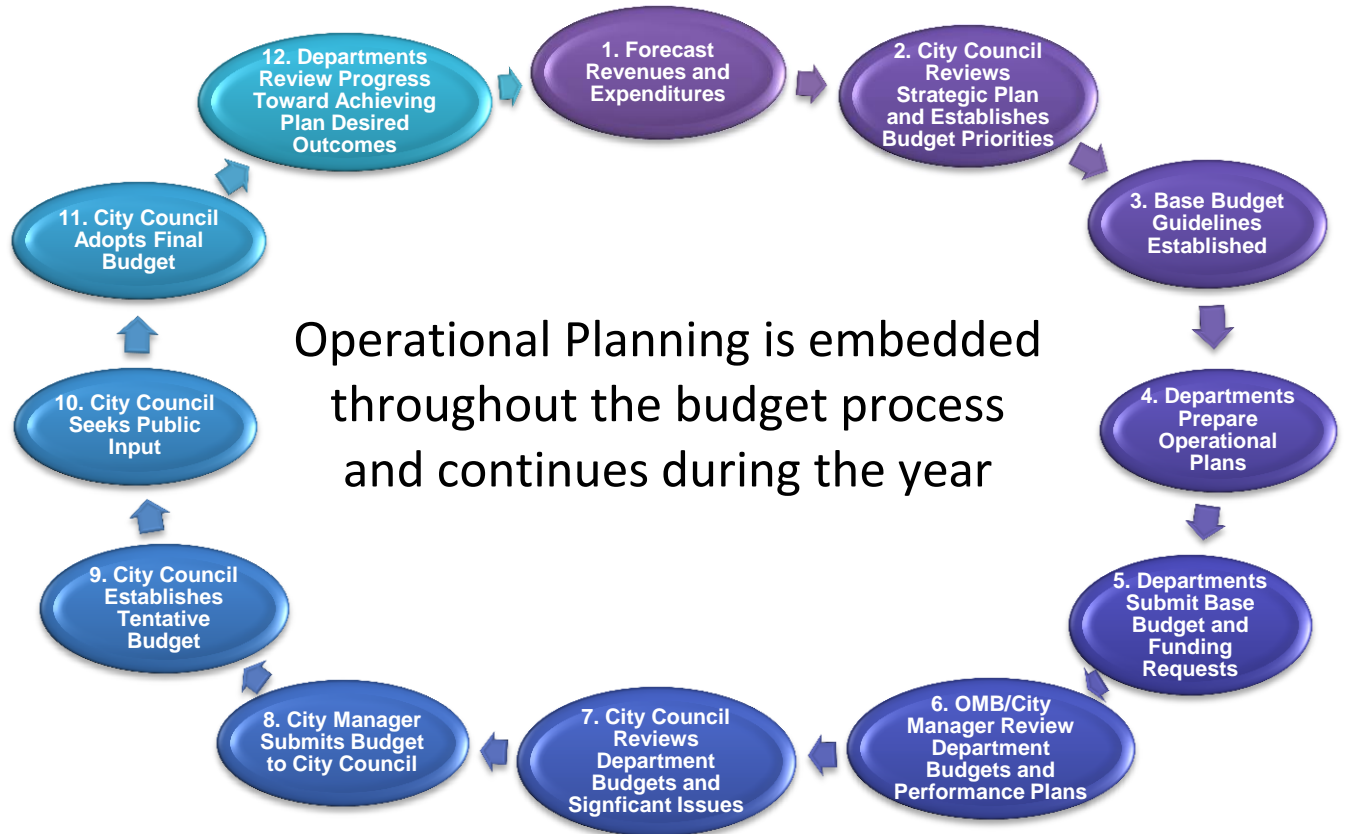 1. Forecast
Revenues and
Expenditures
2. City Council
Reviews
Strategic Plan
and Establishes
Budget Priorities
3. Base Budget
Guidelines
Established
4. Departments
Prepare
Operational
Plans
5. Departments
Submit Base
Budget and
Funding
Requests
6. OMB/City
Manager Review
Department
Budgets and
Performance Plans
7. City Council
Reviews
Department
Budgets and
Signficant Issues
8. City Manager
Submits Budget
to City Council
9. City Council
Establishes
Tentative
Budget
10. City Council
Seeks Public
Input
11. City Council
Adopts Final
Budget
12. Departments
Review Progress
Toward Achieving
Plan Desired
Outcomes
Operational Planning is embedded
throughout the budget process
and continues during the year